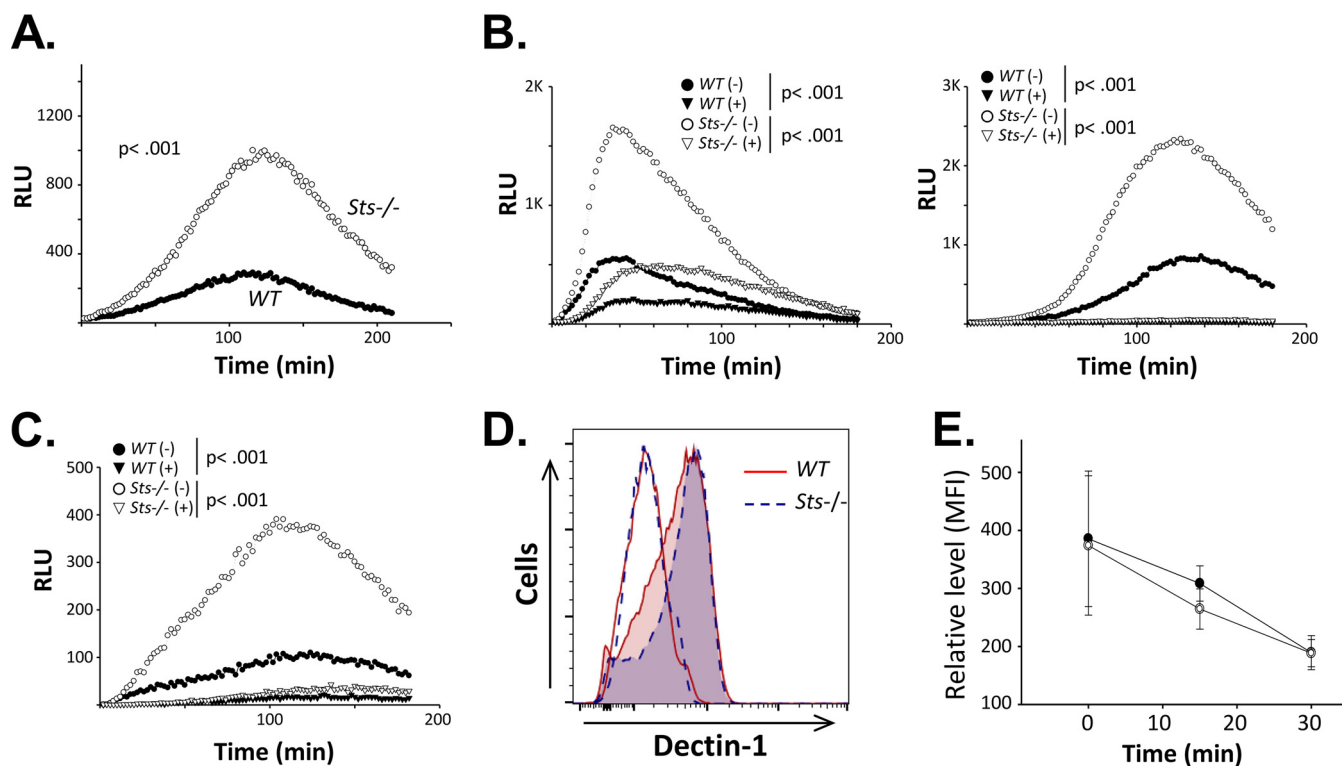 A.
1200
1000
800
600
400
200
RLU
p< .001
Sts-/-
WT
100
200
Time (min)
B.
2K
1K
RLU
WT (-)
WT (+)
p< .001
Sts-/- (-)
Sts-/- (+)
p< .001
100
200
Time (min)
3K
2K
1K
RLU
WT (-)
WT (+)
p< .001
Sts-/- (-)
Sts-/- (+)
p< .001
100
200
Time (min)
C.
500
400
300
200
100
RLU
WT (-)
WT (+)
p< .001
Sts-/- (-)
Sts-/- (+)
p< .001
100
200
Time (min)
D.
Cells
WT
Sts-/-
Dectin-1
E.
500
400
300
200
100
Relative level (MFI)
0
10
20
30
Time (min)